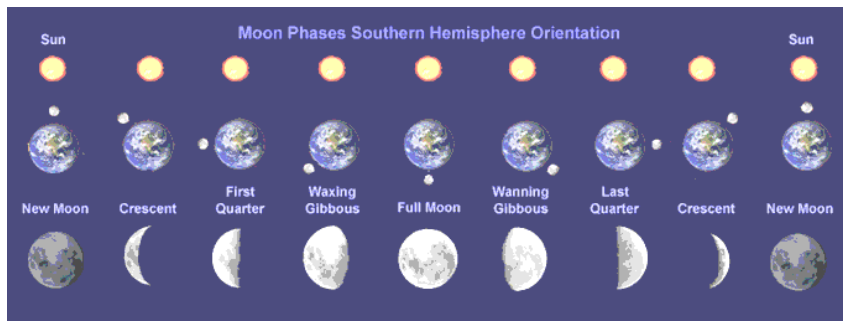 Moon Phases Southern Hemisphere Orientation
Sun
Sun
New Moon
Crescent
First
Quarter
Waxing
Gibbous
Full Moon
Wanning
Gibbous
Last
Quarter
Crescent
New Moon